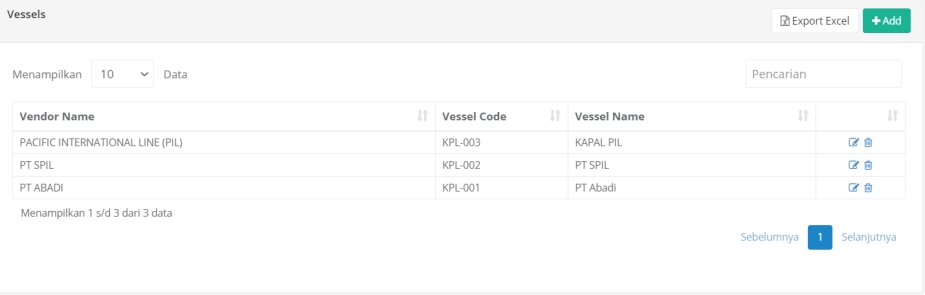 Vessels
Export Excel
Add
Menampilkan 10 Data
Pencarian
Vendor Name Vessel Code Vessel Name
PACIFIC INTERNATIONAL LINE (PIL) KPL-003 KAPAL PIL
PT SPIL KPL-002 PT SPIL
PT ABADI KPL-001 PT Abadi
Menampilkan 1 s/d 3 dari 3 data
Sebelumnya 1 Selanjutnya